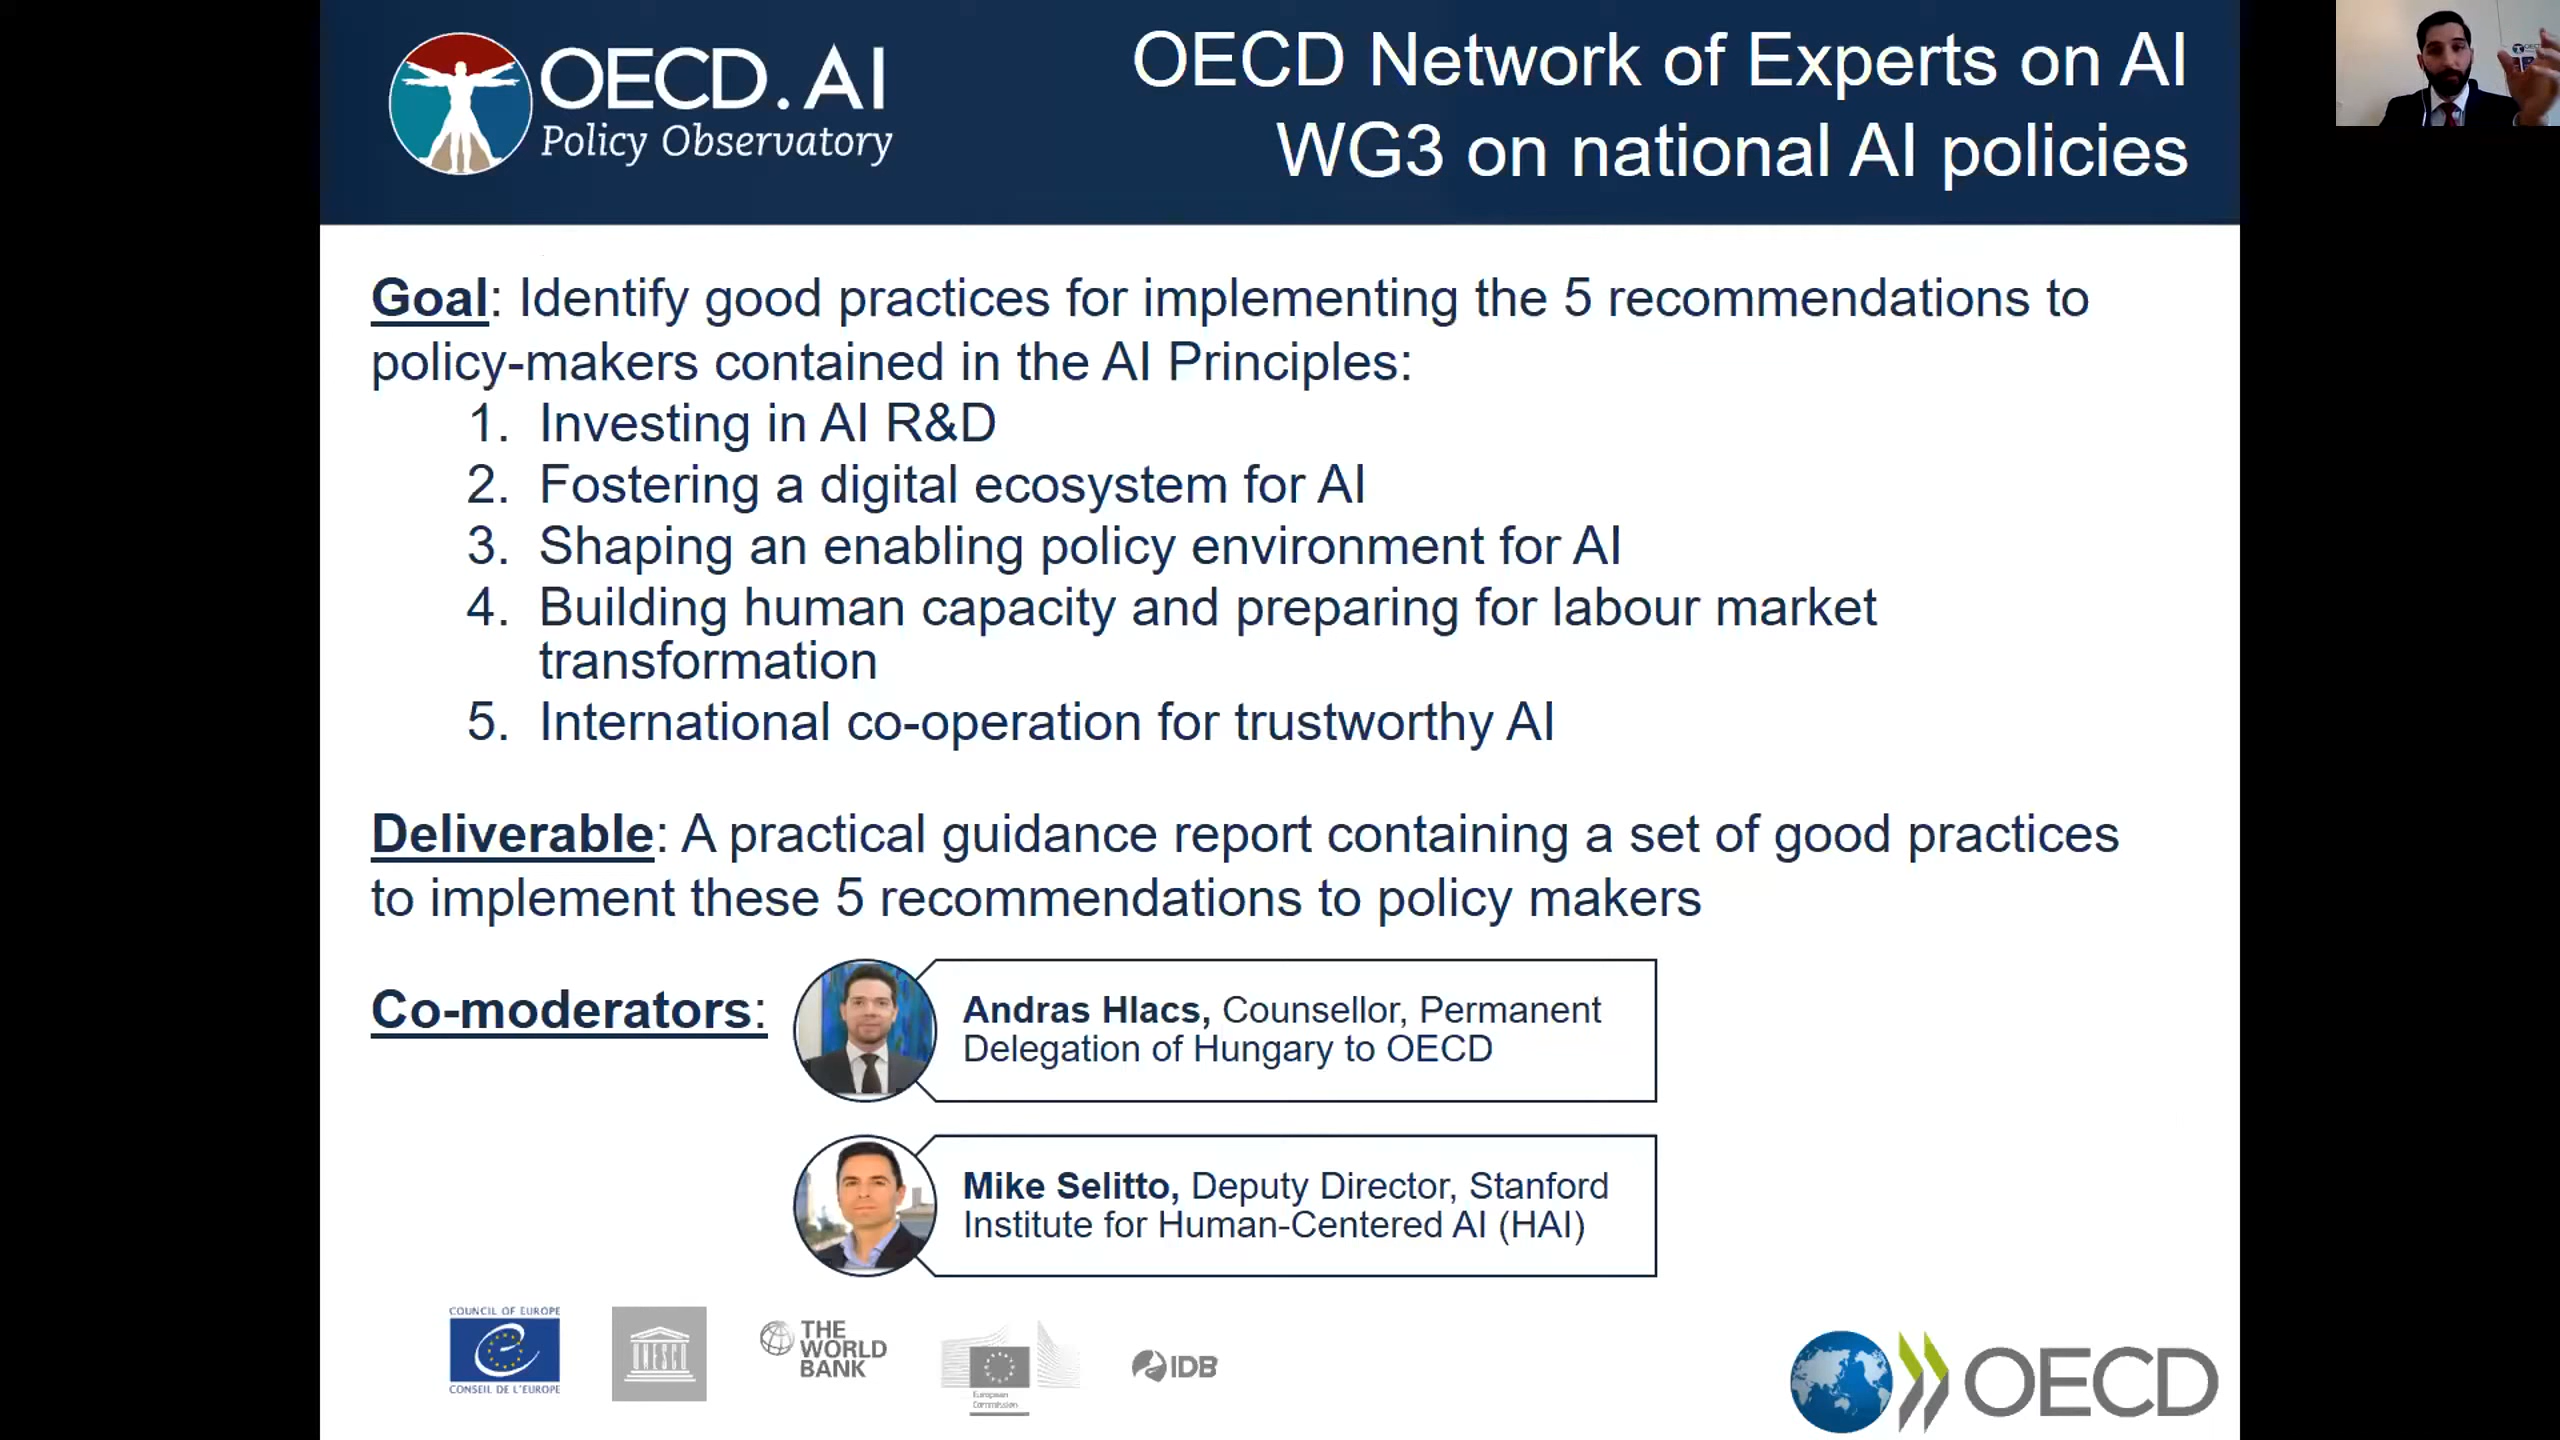 OECD.AI
Policy Observatory
OECD Network of Experts on AI
WG3 on national AI policies
Goal: Identify good practices for implementing the 5 recommendations to
policy-makers contained in the AI Principles:
1. Investing in AI R&D
2. Fostering a digital ecosystem for AI
3. Shaping an enabling policy environment for AI
4. Building human capacity and preparing for labour market
transformation
5. International co-operation for trustworthy AI
Deliverable: A practical guidance report containing a set of good practices
to implement these 5 recommendations to policy makers
Co-moderators:
Andras Hlacs, Counsellor, Permanent
Delegation of Hungary to OECD
Mike Selitto, Deputy Director, Stanford
Institute for Human-Centered AI (HAI)
COUNCIL OF EUROPE
CONSEIL DE L'EUROPE
UNESCO
THE
WORLD
BANK
European
Commission
IDB
OECD